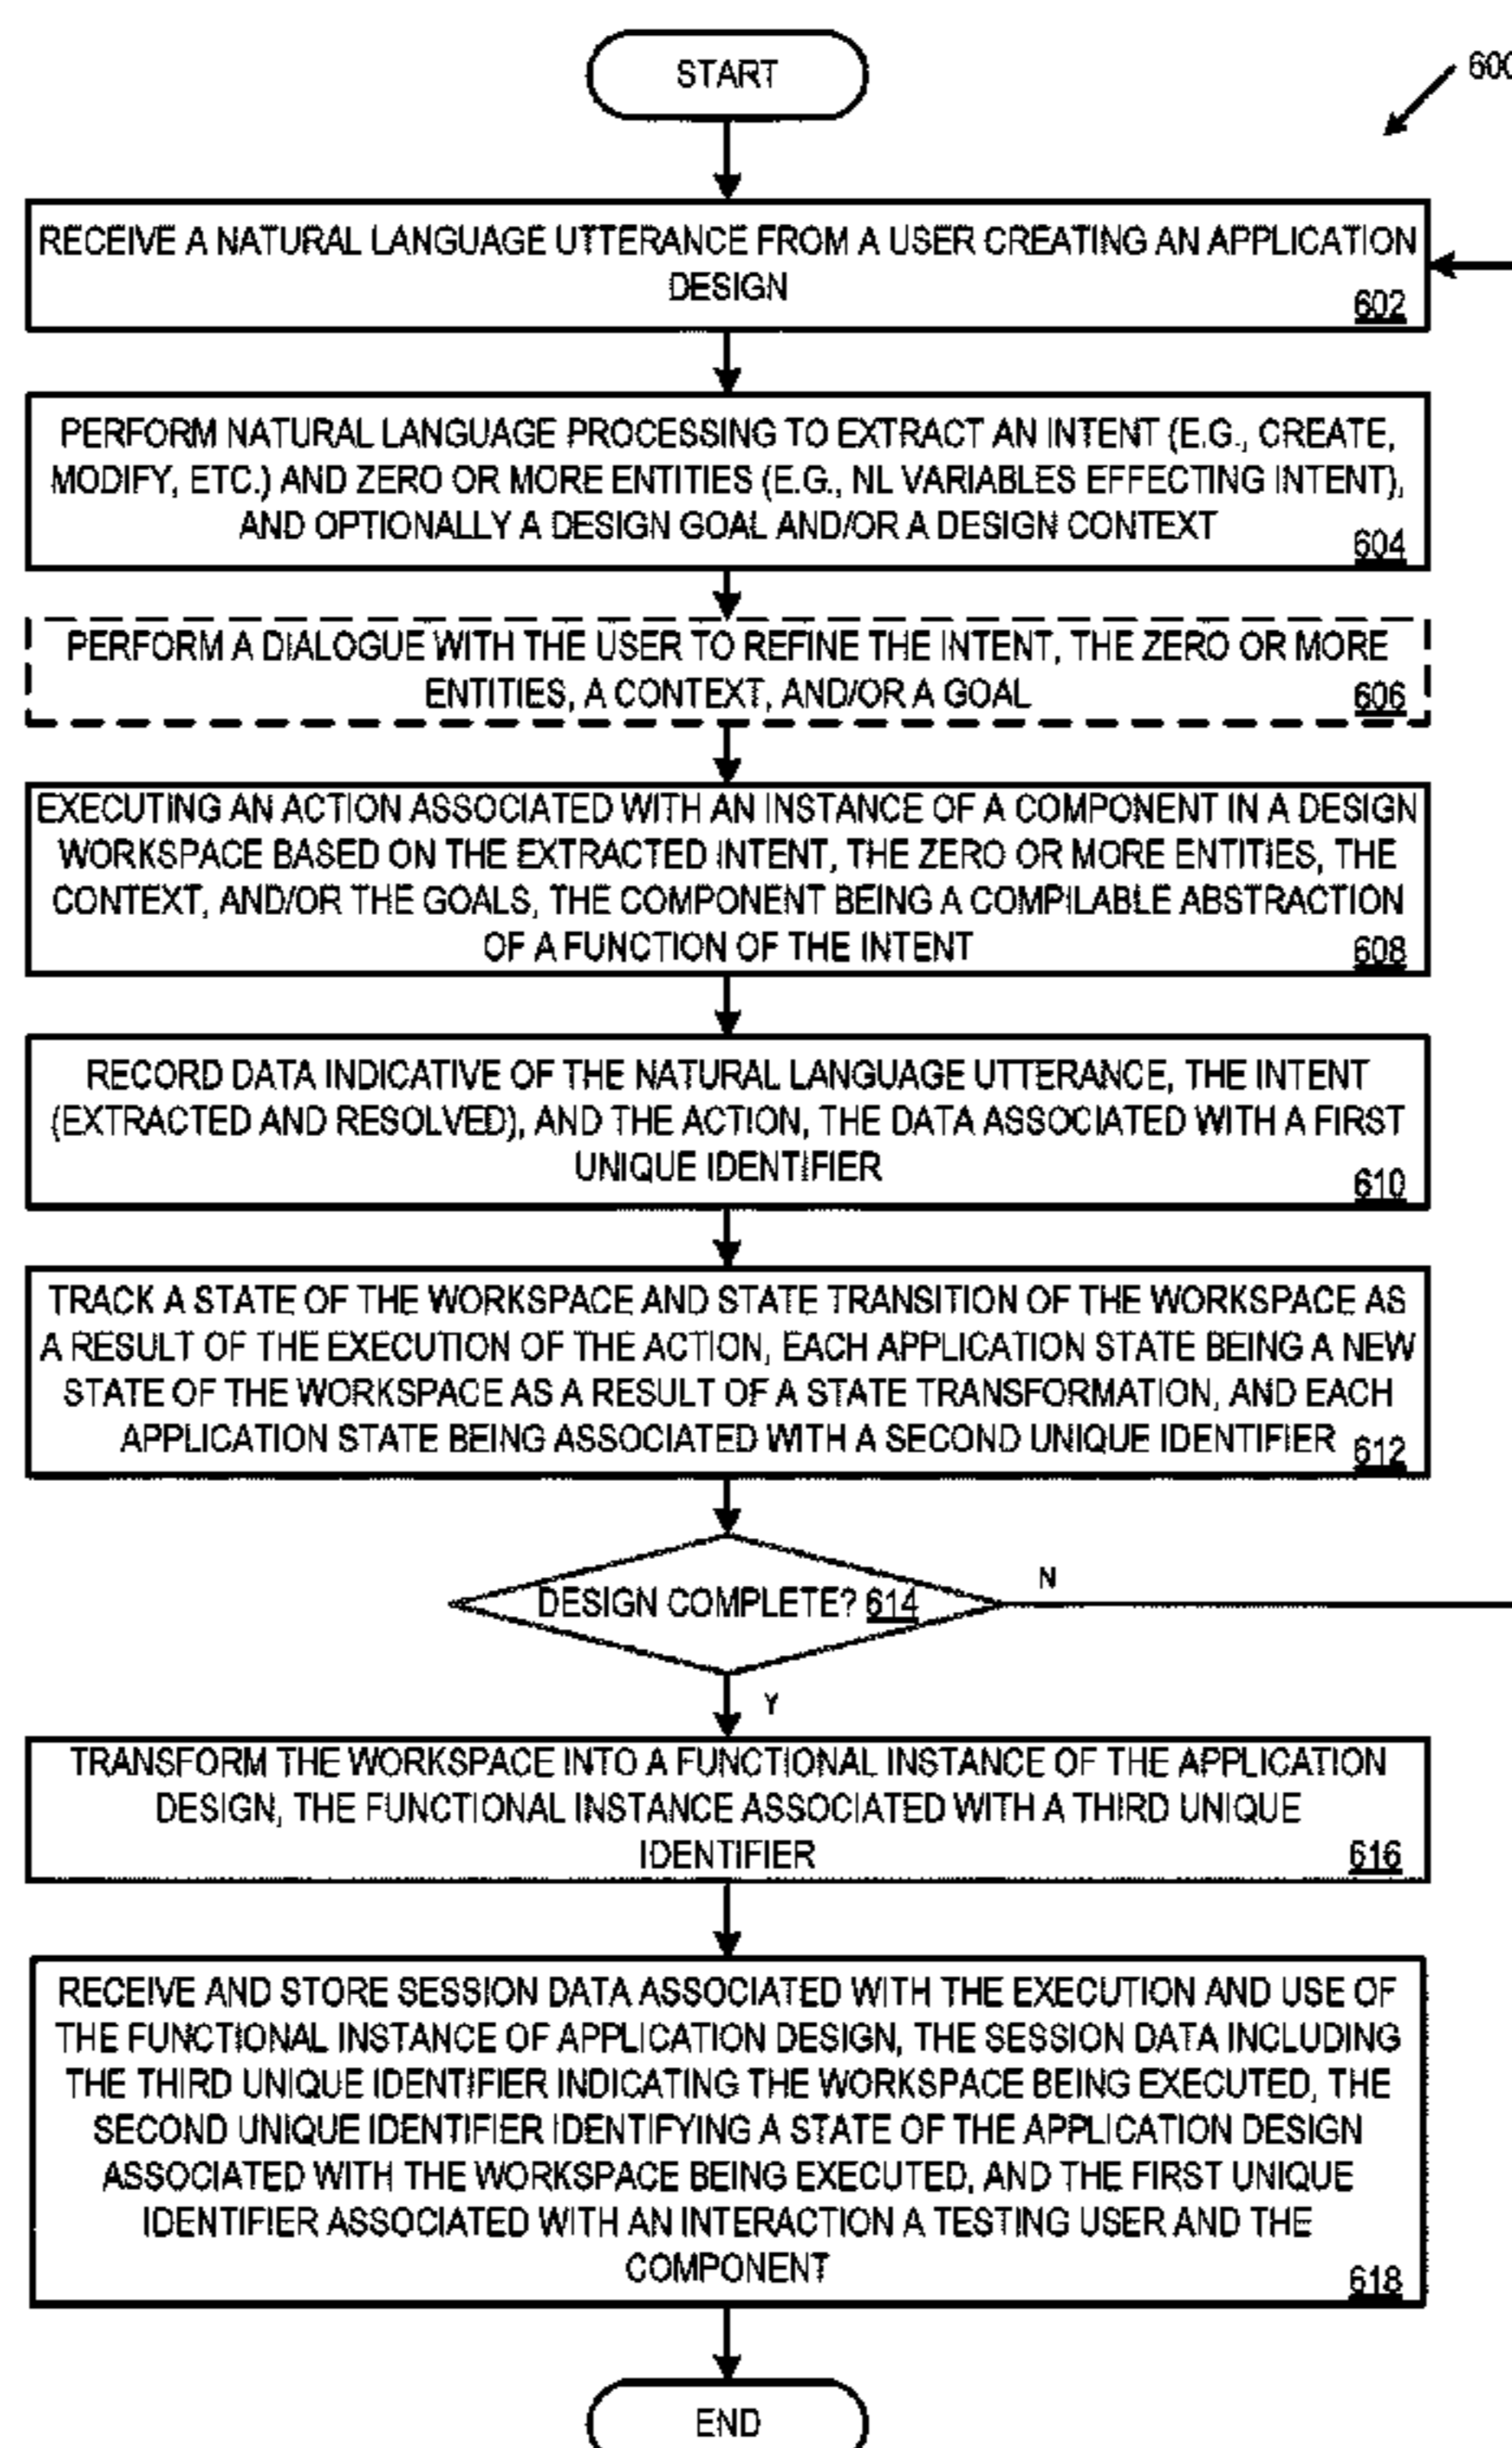 START
600
RECEIVE A NATURAL LANGUAGE UTTERANCE FROM A USER CREATING AN APPLICATION
DESIGN
602
PERFORM NATURAL LANGUAGE PROCESSING TO EXTRACT AN INTENT (E.G., CREATE,
MODIFY, ETC.) AND ZERO OR MORE ENTITIES (E.G., NL VARIABLES EFFECTING INTENT),
AND OPTIONALLY A DESIGN GOAL AND/OR A DESIGN CONTEXT
604
PERFORM A DIALOGUE WITH THE USER TO REFINE THE INTENT, THE ZERO OR MORE
ENTITIES, A CONTEXT, AND/OR A GOAL
606
EXECUTING AN ACTION ASSOCIATED WITH AN INSTANCE OF A COMPONENT IN A DESIGN
WORKSPACE BASED ON THE EXTRACTED INTENT, THE ZERO OR MORE ENTITIES, THE
CONTEXT, AND/OR THE GOALS, THE COMPONENT BEING A COMPILABLE ABSTRACTION
OF A FUNCTION OF THE INTENT
608
RECORD DATA INDICATIVE OF THE NATURAL LANGUAGE UTTERANCE, THE INTENT
(EXTRACTED AND RESOLVED), AND THE ACTION, THE DATA ASSOCIATED WITH A FIRST
UNIQUE IDENTIFIER
610
TRACK A STATE OF THE WORKSPACE AND STATE TRANSITION OF THE WORKSPACE AS
A RESULT OF THE EXECUTION OF THE ACTION, EACH APPLICATION STATE BEING A NEW
STATE OF THE WORKSPACE AS A RESULT OF A STATE TRANSFORMATION, AND EACH
APPLICATION STATE BEING ASSOCIATED WITH A SECOND UNIQUE IDENTIFIER 612
DESIGN COMPLETE? 614
N
Y
TRANSFORM THE WORKSPACE INTO A FUNCTIONAL INSTANCE OF THE APPLICATION
DESIGN, THE FUNCTIONAL INSTANCE ASSOCIATED WITH A THIRD UNIQUE
IDENTIFIER
616
RECEIVE AND STORE SESSION DATA ASSOCIATED WITH THE EXECUTION AND USE OF
THE FUNCTIONAL INSTANCE OF APPLICATION DESIGN, THE SESSION DATA INCLUDING
THE THIRD UNIQUE IDENTIFIER INDICATING THE WORKSPACE BEING EXECUTED, THE
SECOND UNIQUE IDENTIFIER IDENTIFYING A STATE OF THE APPLICATION DESIGN
ASSOCIATED WITH THE WORKSPACE BEING EXECUTED, AND THE FIRST UNIQUE
IDENTIFIER ASSOCIATED WITH AN INTERACTION A TESTING USER AND THE
COMPONENT
618
END